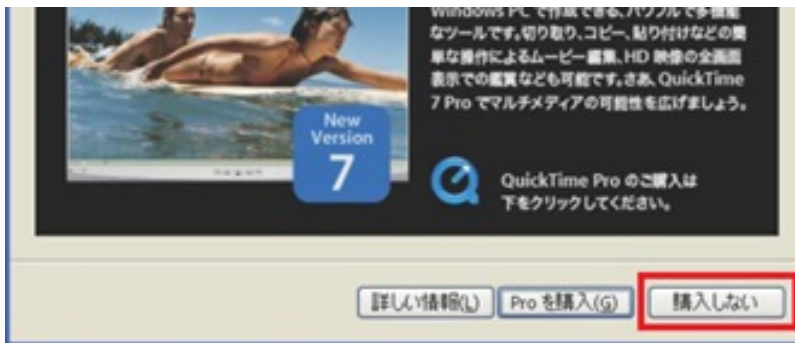 Windows PC で作成できる、パワフルで多機能
なツールです。切り取り、コピー、貼り付けなどの簡
単な操作によるムービー編集、HD 映像の全画面
表示での鑑賞なども可能です。さあ、QuickTime
7 Pro でマルチメディアの可能性を広げましょう。
New
Version
7
QuickTime Pro のご購入は
下をクリックしてください。
詳しい情報(L)
Pro を購入(G)
購入しない